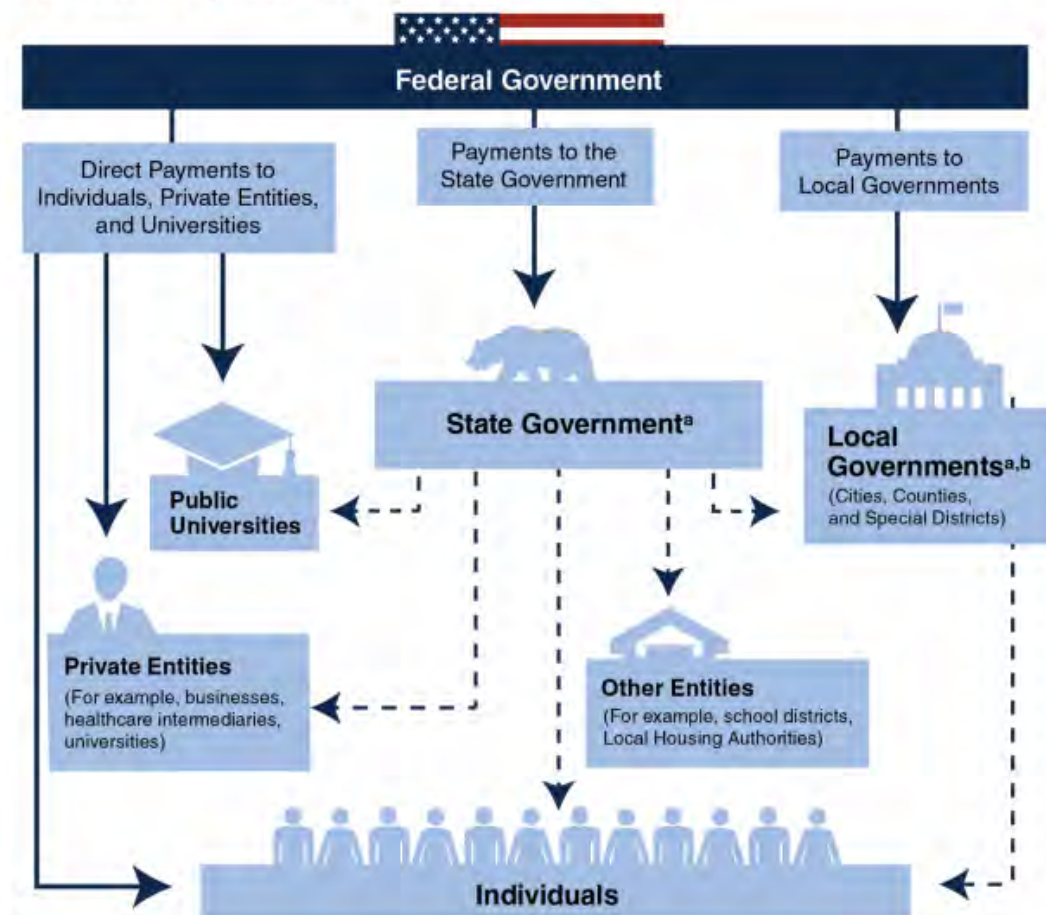 Federal Government
Direct Payments to
Individuals, Private Entities,
and Universities
Payments to the
State Government
Payments to
Local Governments
State Governmentᵃ
Local
Governmentsᵃ,ᵇ
(Cities, Counties,
and Special Districts)
Public
Universities
Private Entities
(For example, businesses,
healthcare intermediaries,
universities)
Other Entities
(For example, school districts,
Local Housing Authorities)
Individuals